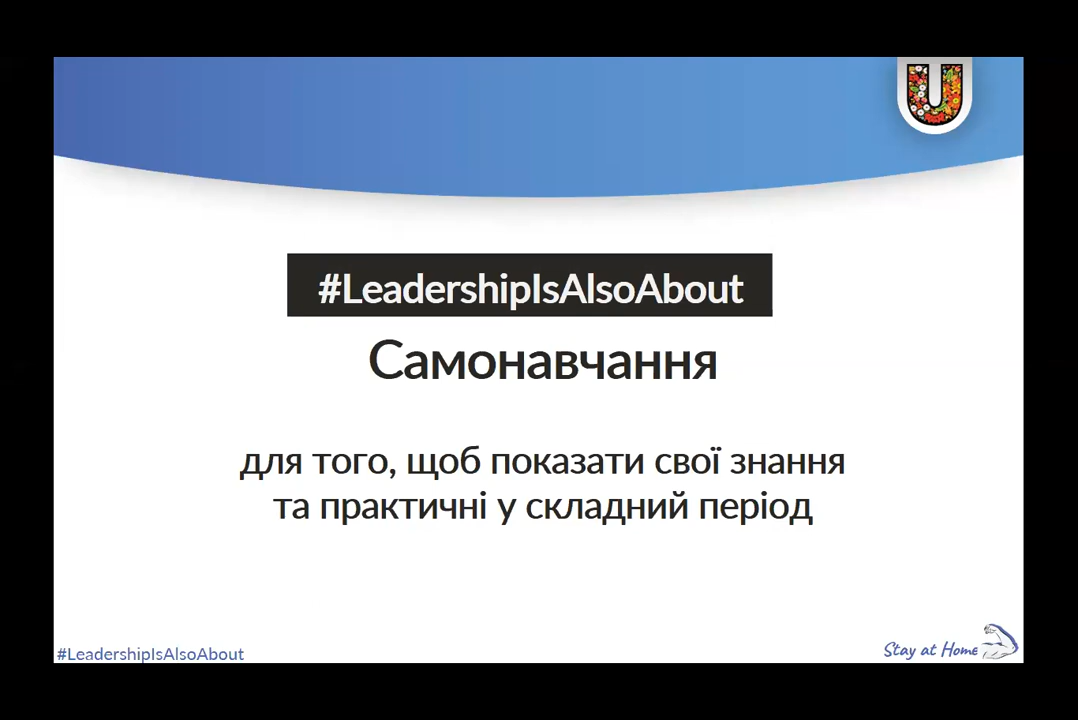 U
#LeadershipIsAlsoAbout
Самонавчання
для того, щоб показати свої знання
та практичні у складний період
#LeadershipIsAlsoAbout
Stay at Home